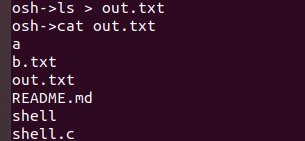 osh->ls > out.txt
osh->cat out.txt
a
b.txt
out.txt
README.md
shell
shell.c